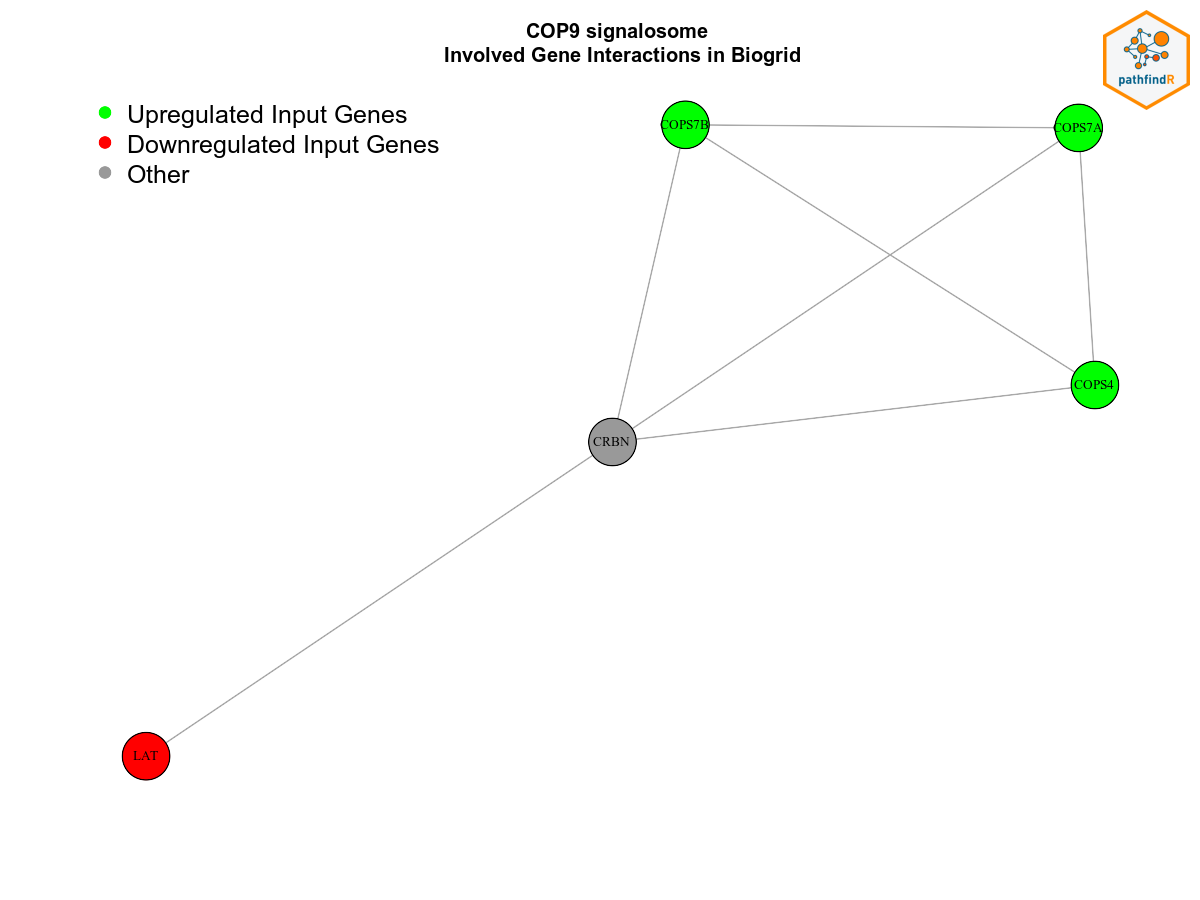 COP9 signalosome
Involved Gene Interactions in Biogrid
pathfindR
Upregulated Input Genes
Downregulated Input Genes
Other
COPS7B
COPS7A
COPS4
CRBN
LAT